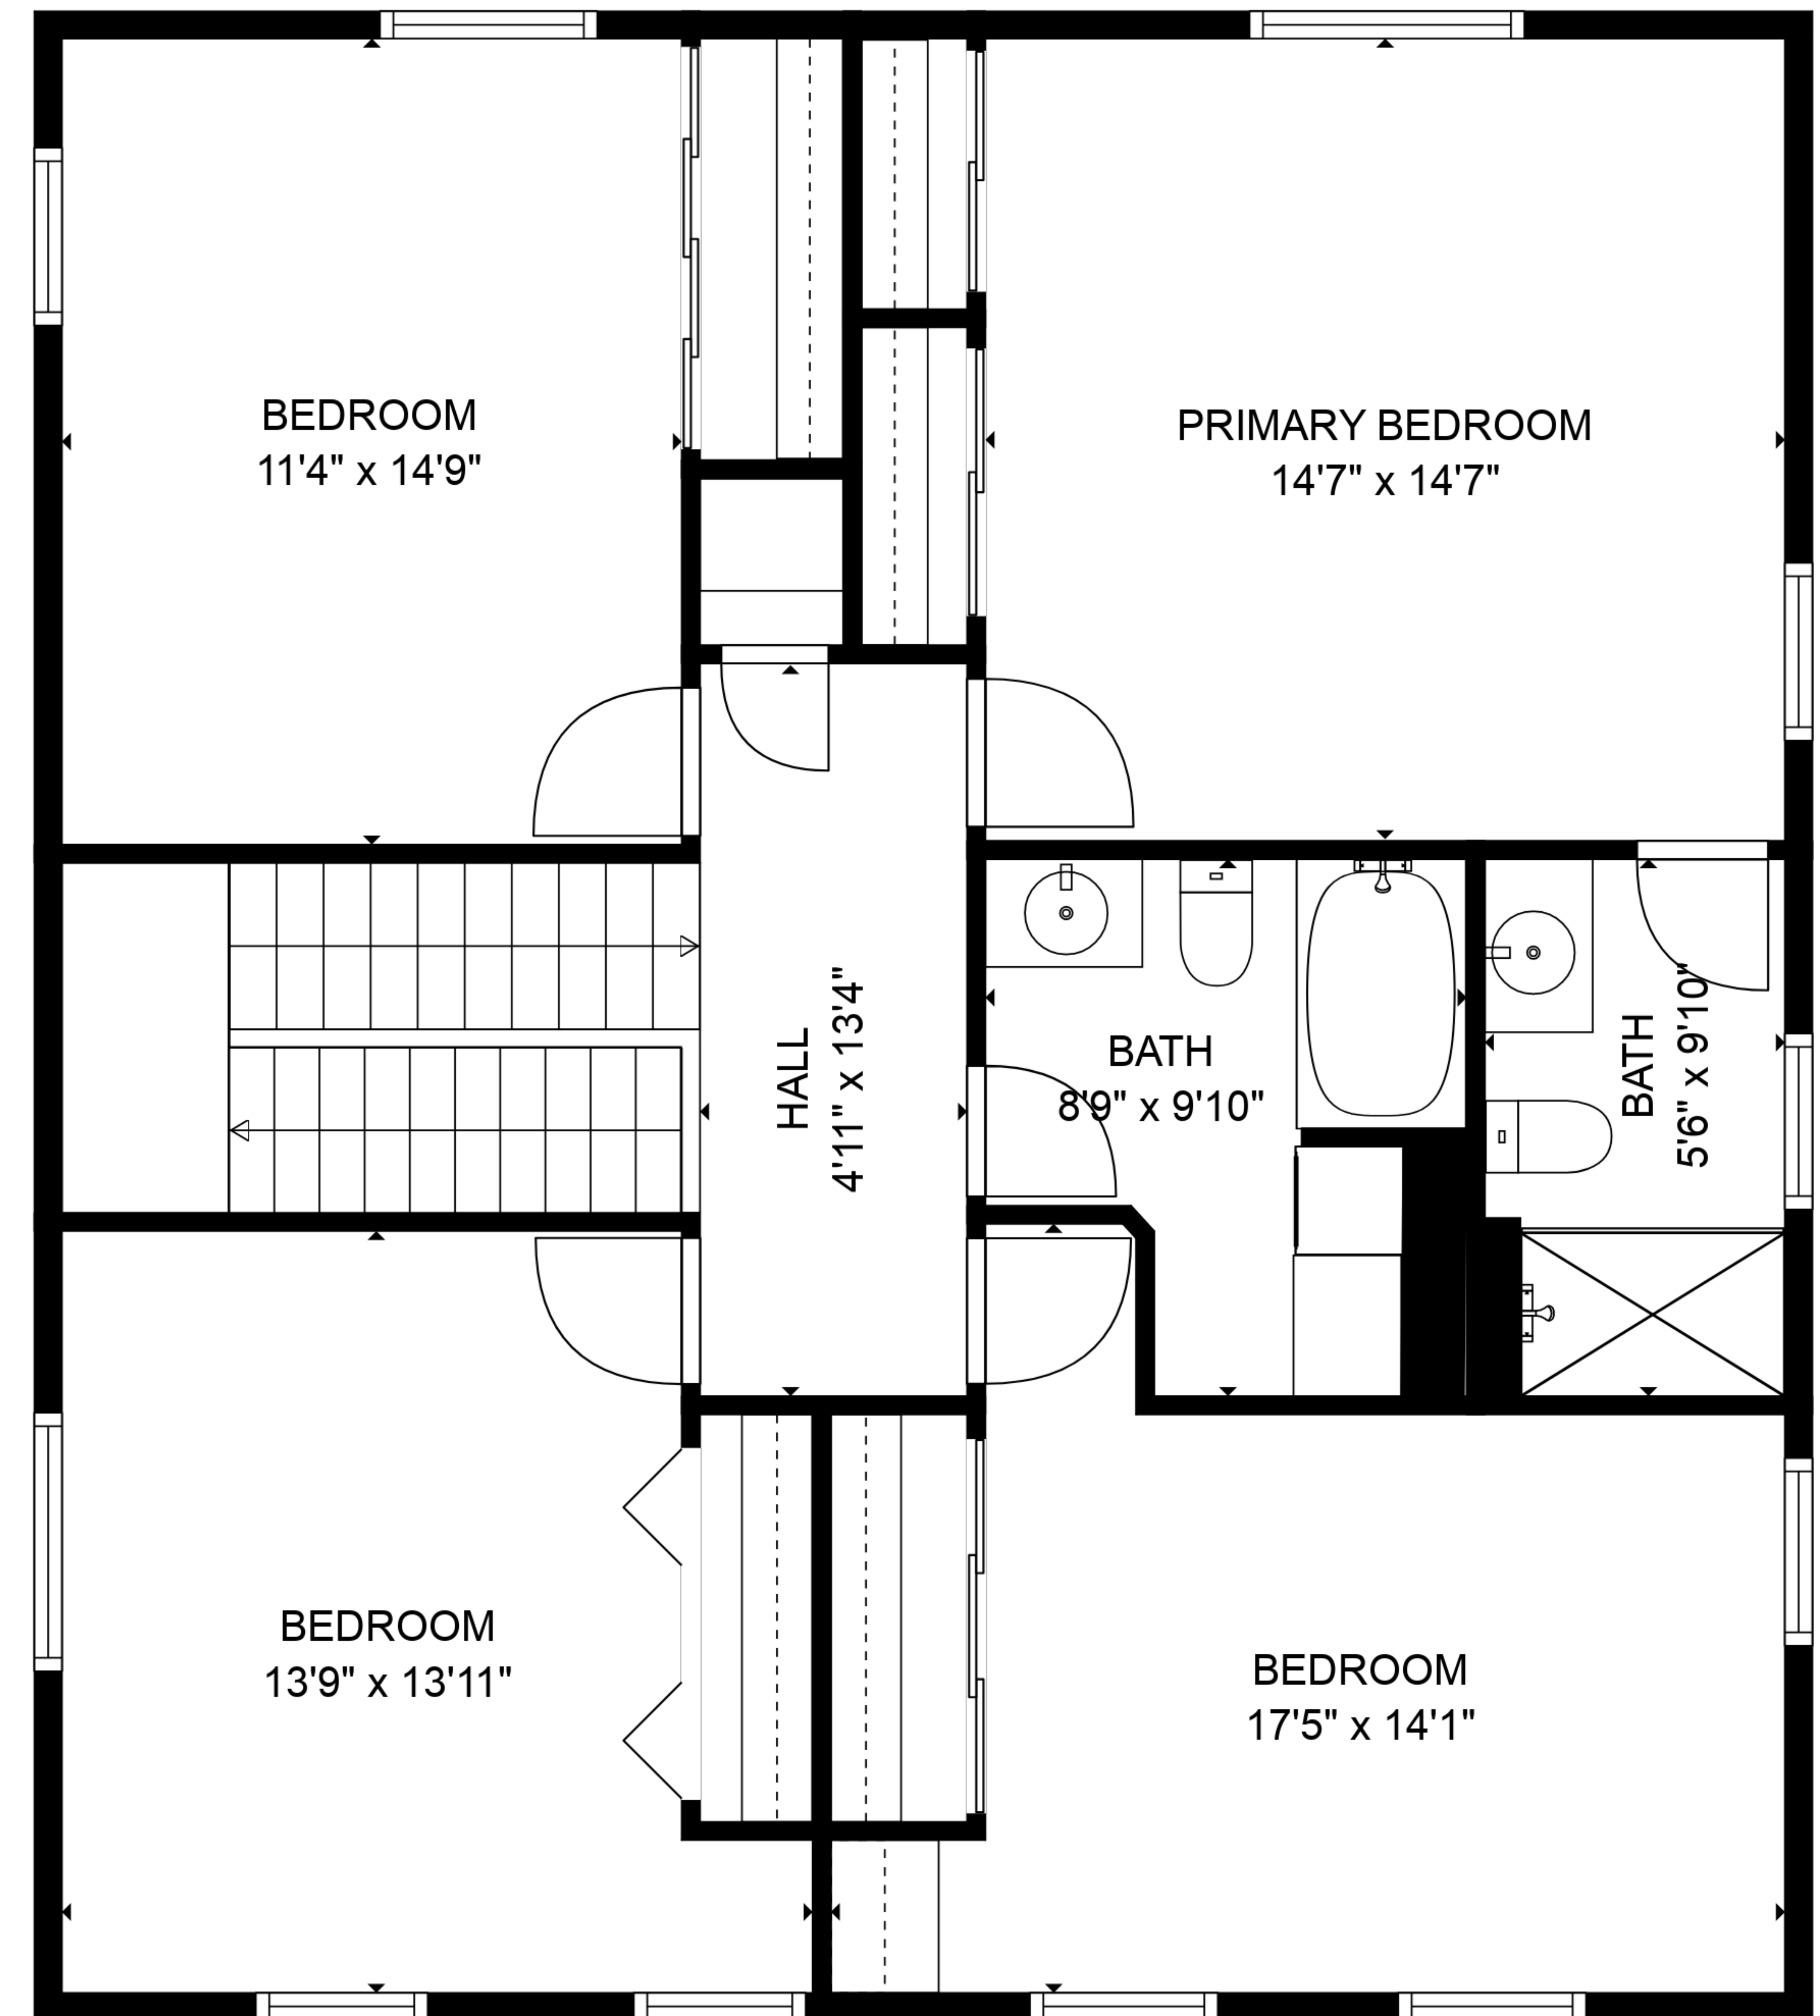 BEDROOM
11'4" x 14'9"
PRIMARY BEDROOM
14'7" x 14'7"
HALL
4'11" x 13'4"
BATH
8'9" x 9'10"
BATH
5'6" x 9'10"
BEDROOM
13'9" x 13'11"
BEDROOM
17'5" x 14'1"